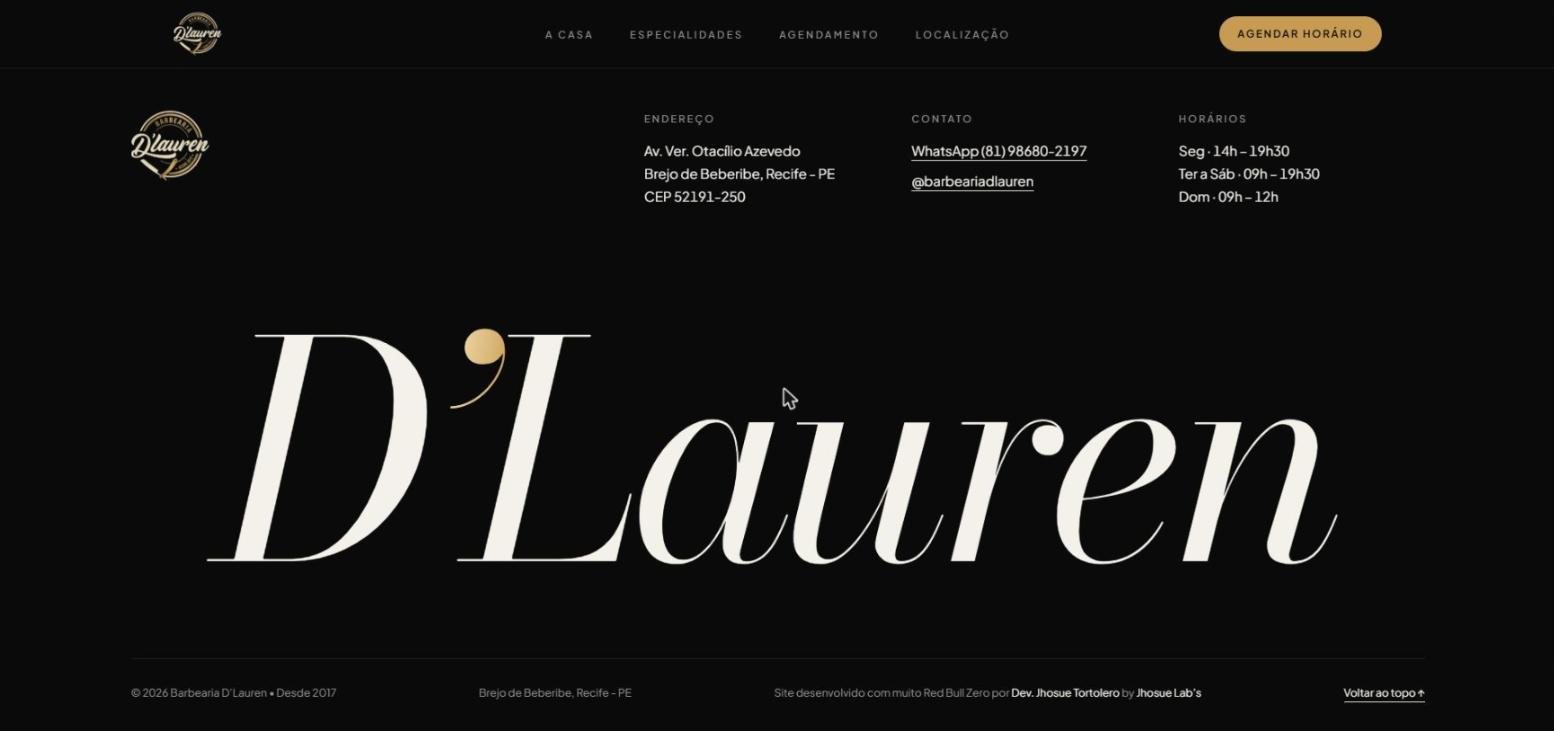 D'lauren
A CASA
ESPECIALIDADES
AGENDAMENTO
LOCALIZAÇÃO
AGENDAR HORÁRIO
BARBEARIA
D'lauren
ENDEREÇO
Av. Ver. Otacílio Azevedo
Brejo de Beberibe, Recife - PE
CEP 52191-250
CONTATO
WhatsApp (81) 98680-2197
@barbeariadlauren
HORÁRIOS
Seg · 14h – 19h30
Ter a Sáb · 09h – 19h30
Dom · 09h – 12h
D’Lauren
© 2026 Barbearia D'Lauren • Desde 2017
Brejo de Beberibe, Recife - PE
Site desenvolvido com muito Red Bull Zero por Dev. Jhosue Tortolero by Jhosue Lab's
Voltar ao topo ↑